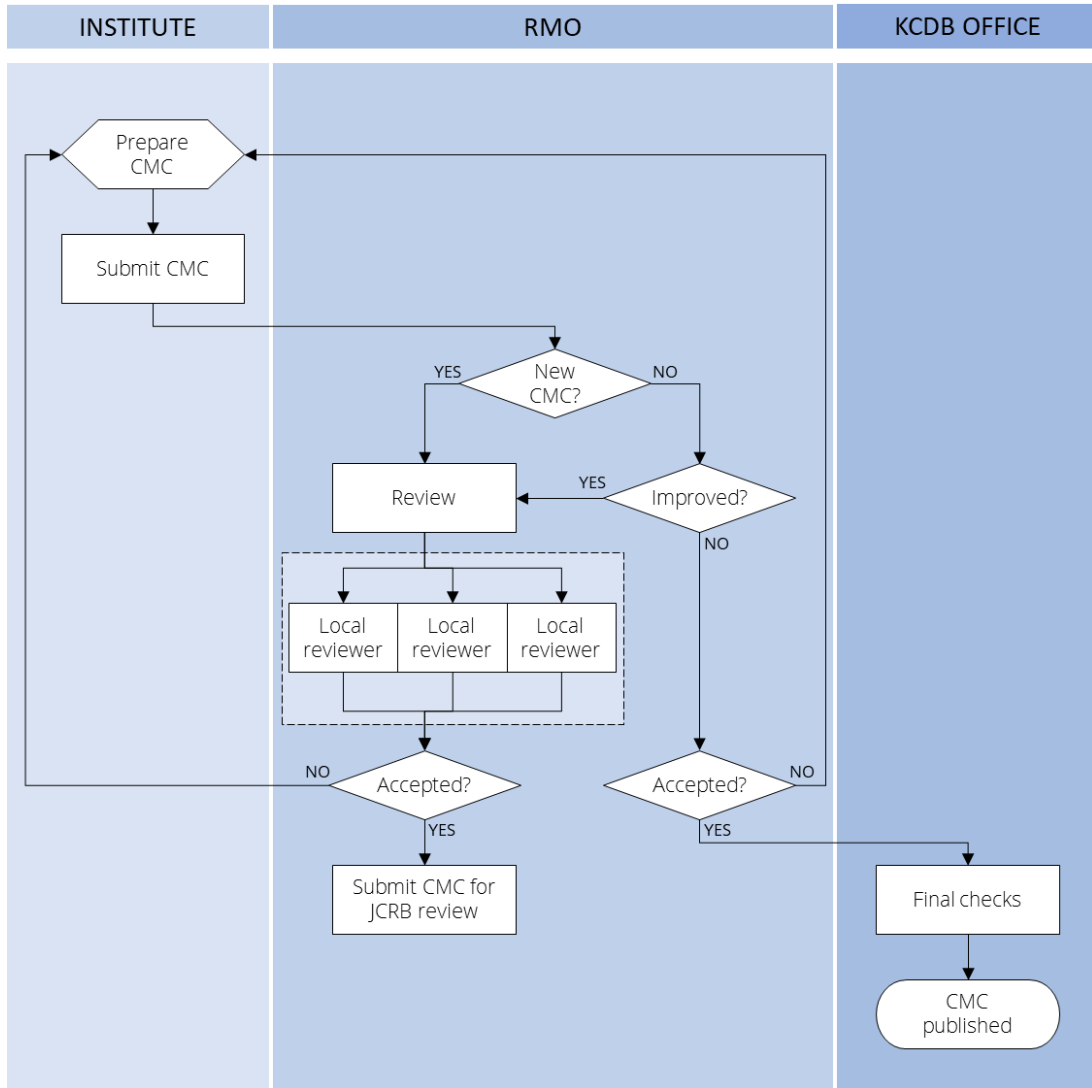 INSTITUTE
RMO
KCDB OFFICE
Prepare
CMC
Submit CMC
New
CMC?
YES
NO
Review
YES
Improved?
NO
Local
reviewer
Local
reviewer
Local
reviewer
NO
Accepted?
YES
Accepted?
NO
YES
Submit CMC for
JCRB review
Final checks
CMC
published